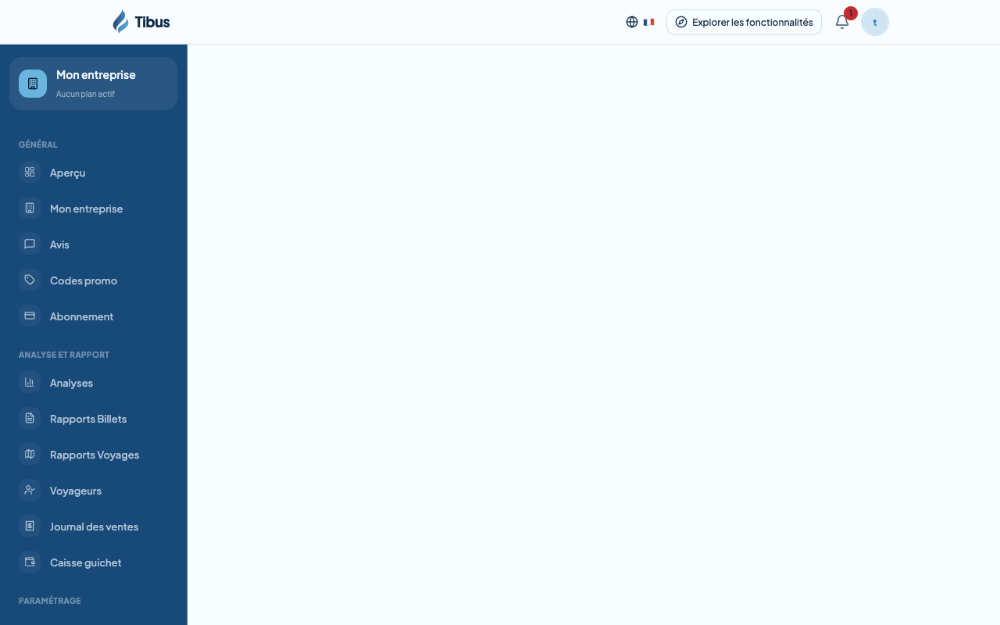 Tibus
Explorer les fonctionnalités
1
t
Mon entreprise
Aucun plan actif
GÉNÉRAL
Aperçu
Mon entreprise
Avis
Codes promo
Abonnement
ANALYSE ET RAPPORT
Analyses
Rapports Billets
Rapports Voyages
Voyageurs
Journal des ventes
Caisse guichet
PARAMÉTRAGE